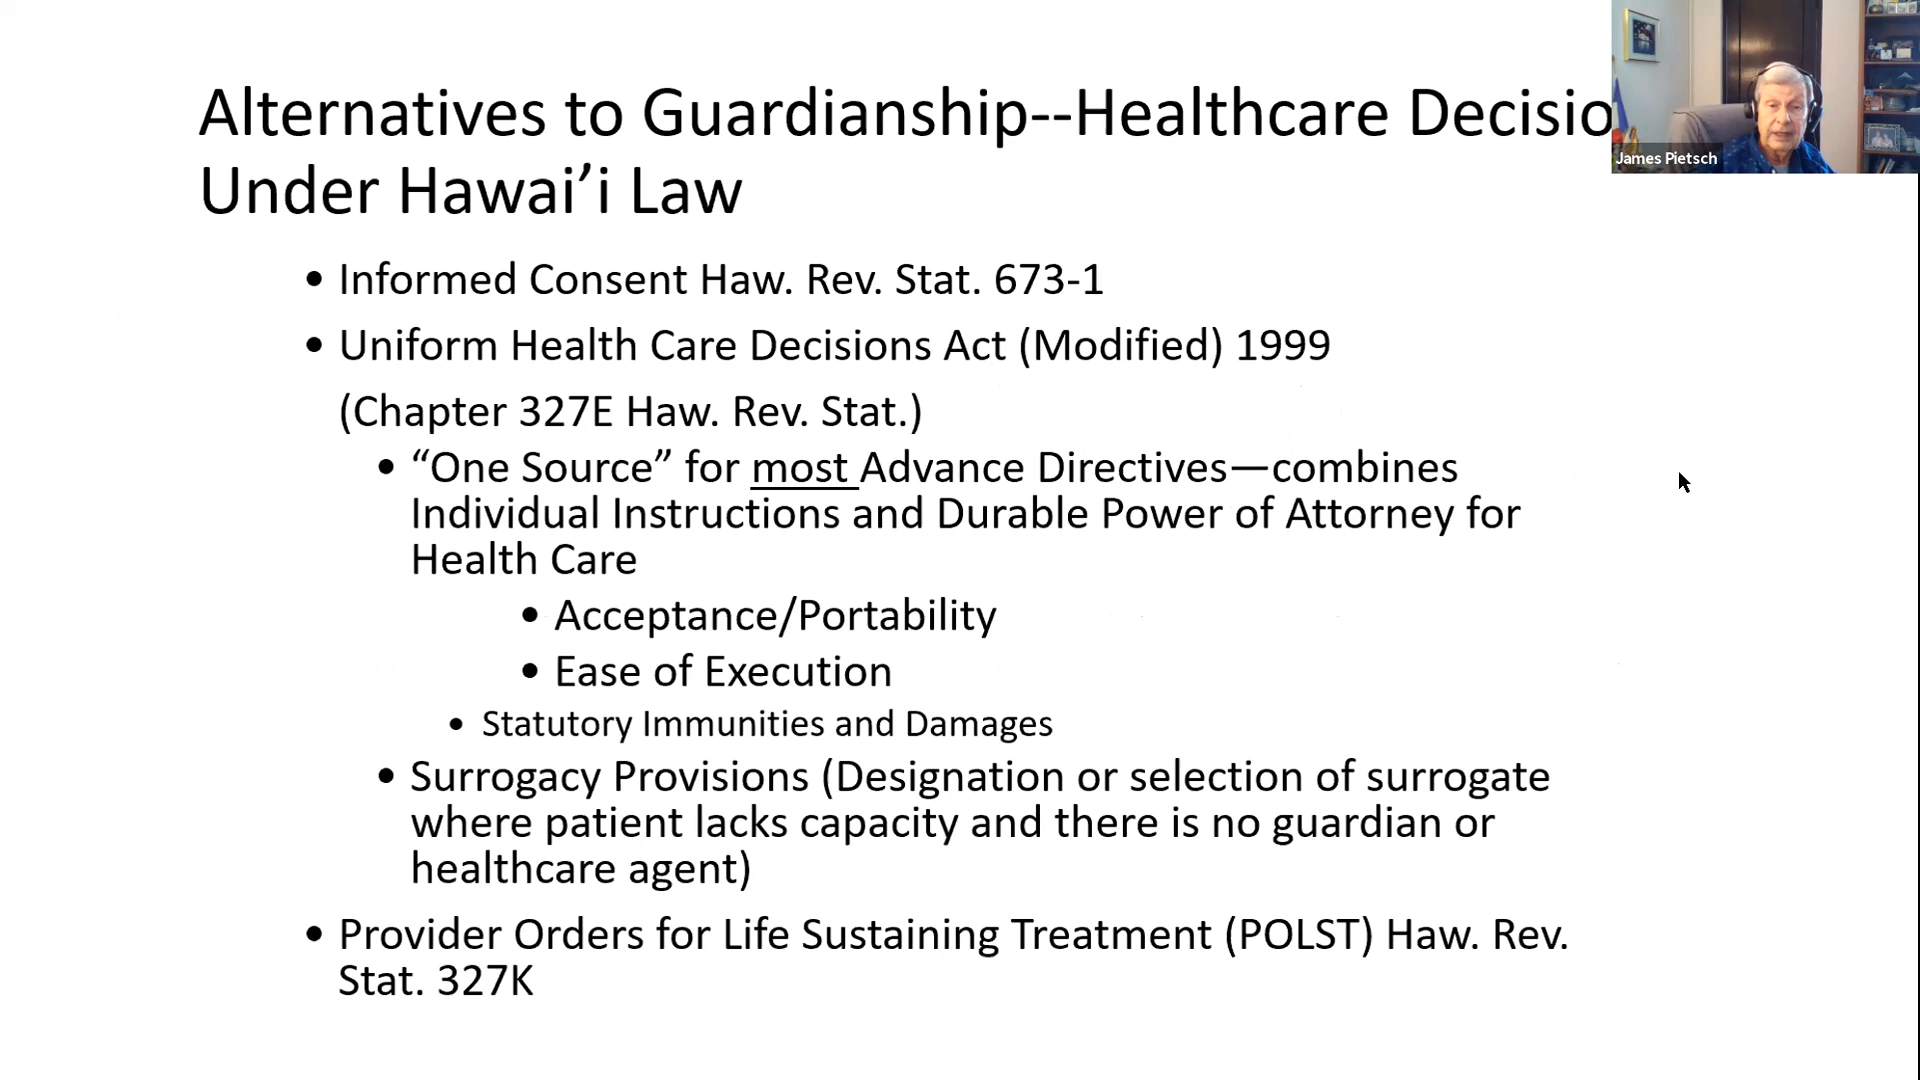 Alternatives to Guardianship--Healthcare Decisio
Under Hawai’i Law
James Pietsch
• Informed Consent Haw. Rev. Stat. 673-1
• Uniform Health Care Decisions Act (Modified) 1999
(Chapter 327E Haw. Rev. Stat.)
• “One Source” for most Advance Directives—combines
Individual Instructions and Durable Power of Attorney for
Health Care
• Acceptance/Portability
• Ease of Execution
• Statutory Immunities and Damages
• Surrogacy Provisions (Designation or selection of surrogate
where patient lacks capacity and there is no guardian or
healthcare agent)
• Provider Orders for Life Sustaining Treatment (POLST) Haw. Rev.
Stat. 327K